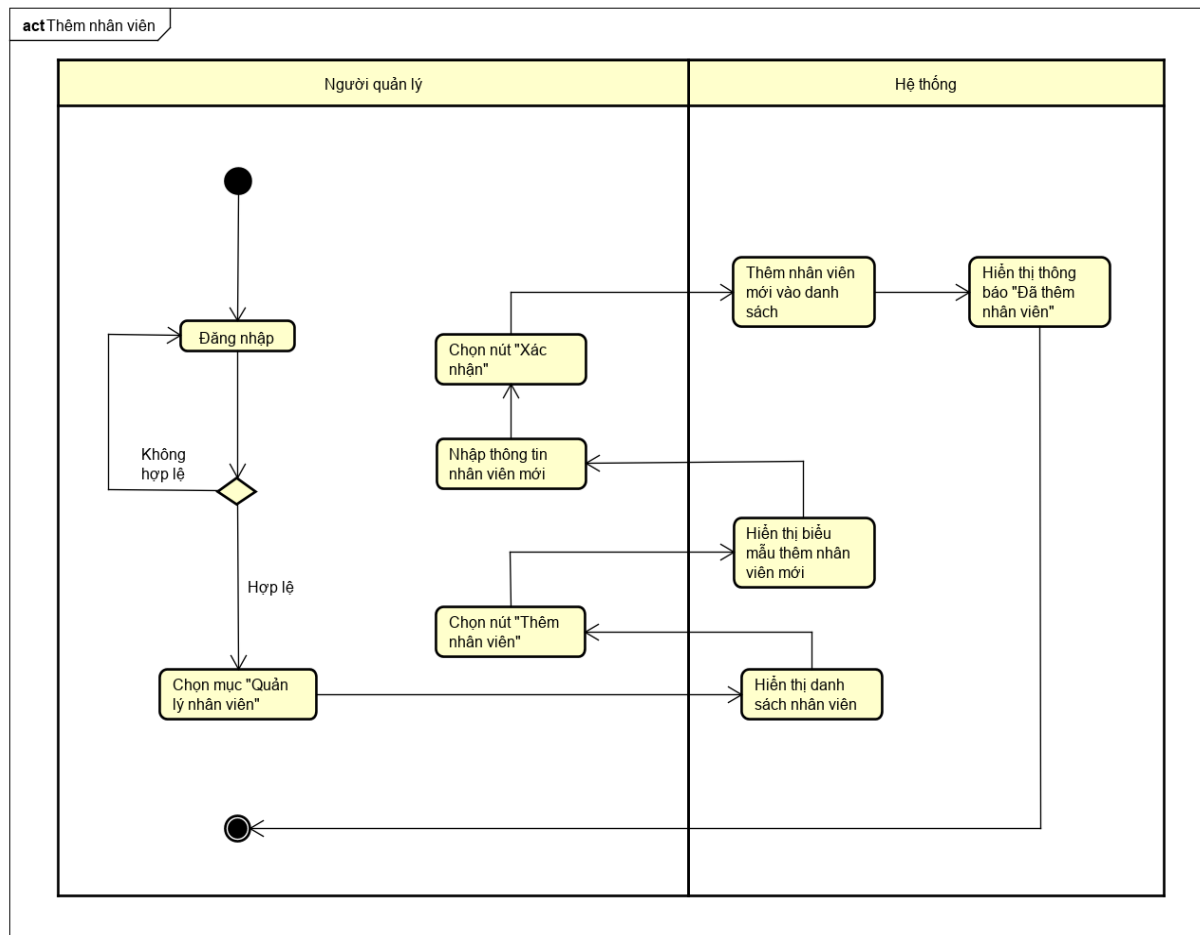 act Thêm nhân viên
Người quản lý
Hệ thống
Đăng nhập
Không
hợp lệ
Hợp lệ
Chọn mục "Quản
lý nhân viên"
Hiển thị danh
sách nhân viên
Chọn nút "Thêm
nhân viên"
Hiển thị biểu
mẫu thêm nhân
viên mới
Nhập thông tin
nhân viên mới
Chọn nút "Xác
nhận"
Thêm nhân viên
mới vào danh
sách
Hiển thị thông
báo "Đã thêm
nhân viên"